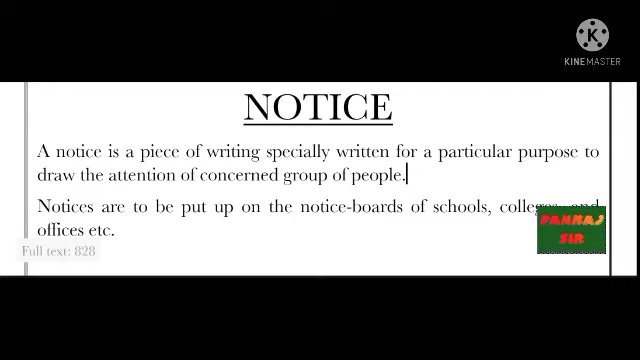 K
KINEMASTER
NOTICE
A notice is a piece of writing specially written for a particular purpose to
draw the attention of concerned group of people.
Notices are to be put up on the notice-boards of schools, colleges, and
offices etc.
PANKAJ
SIR
Full text: 828